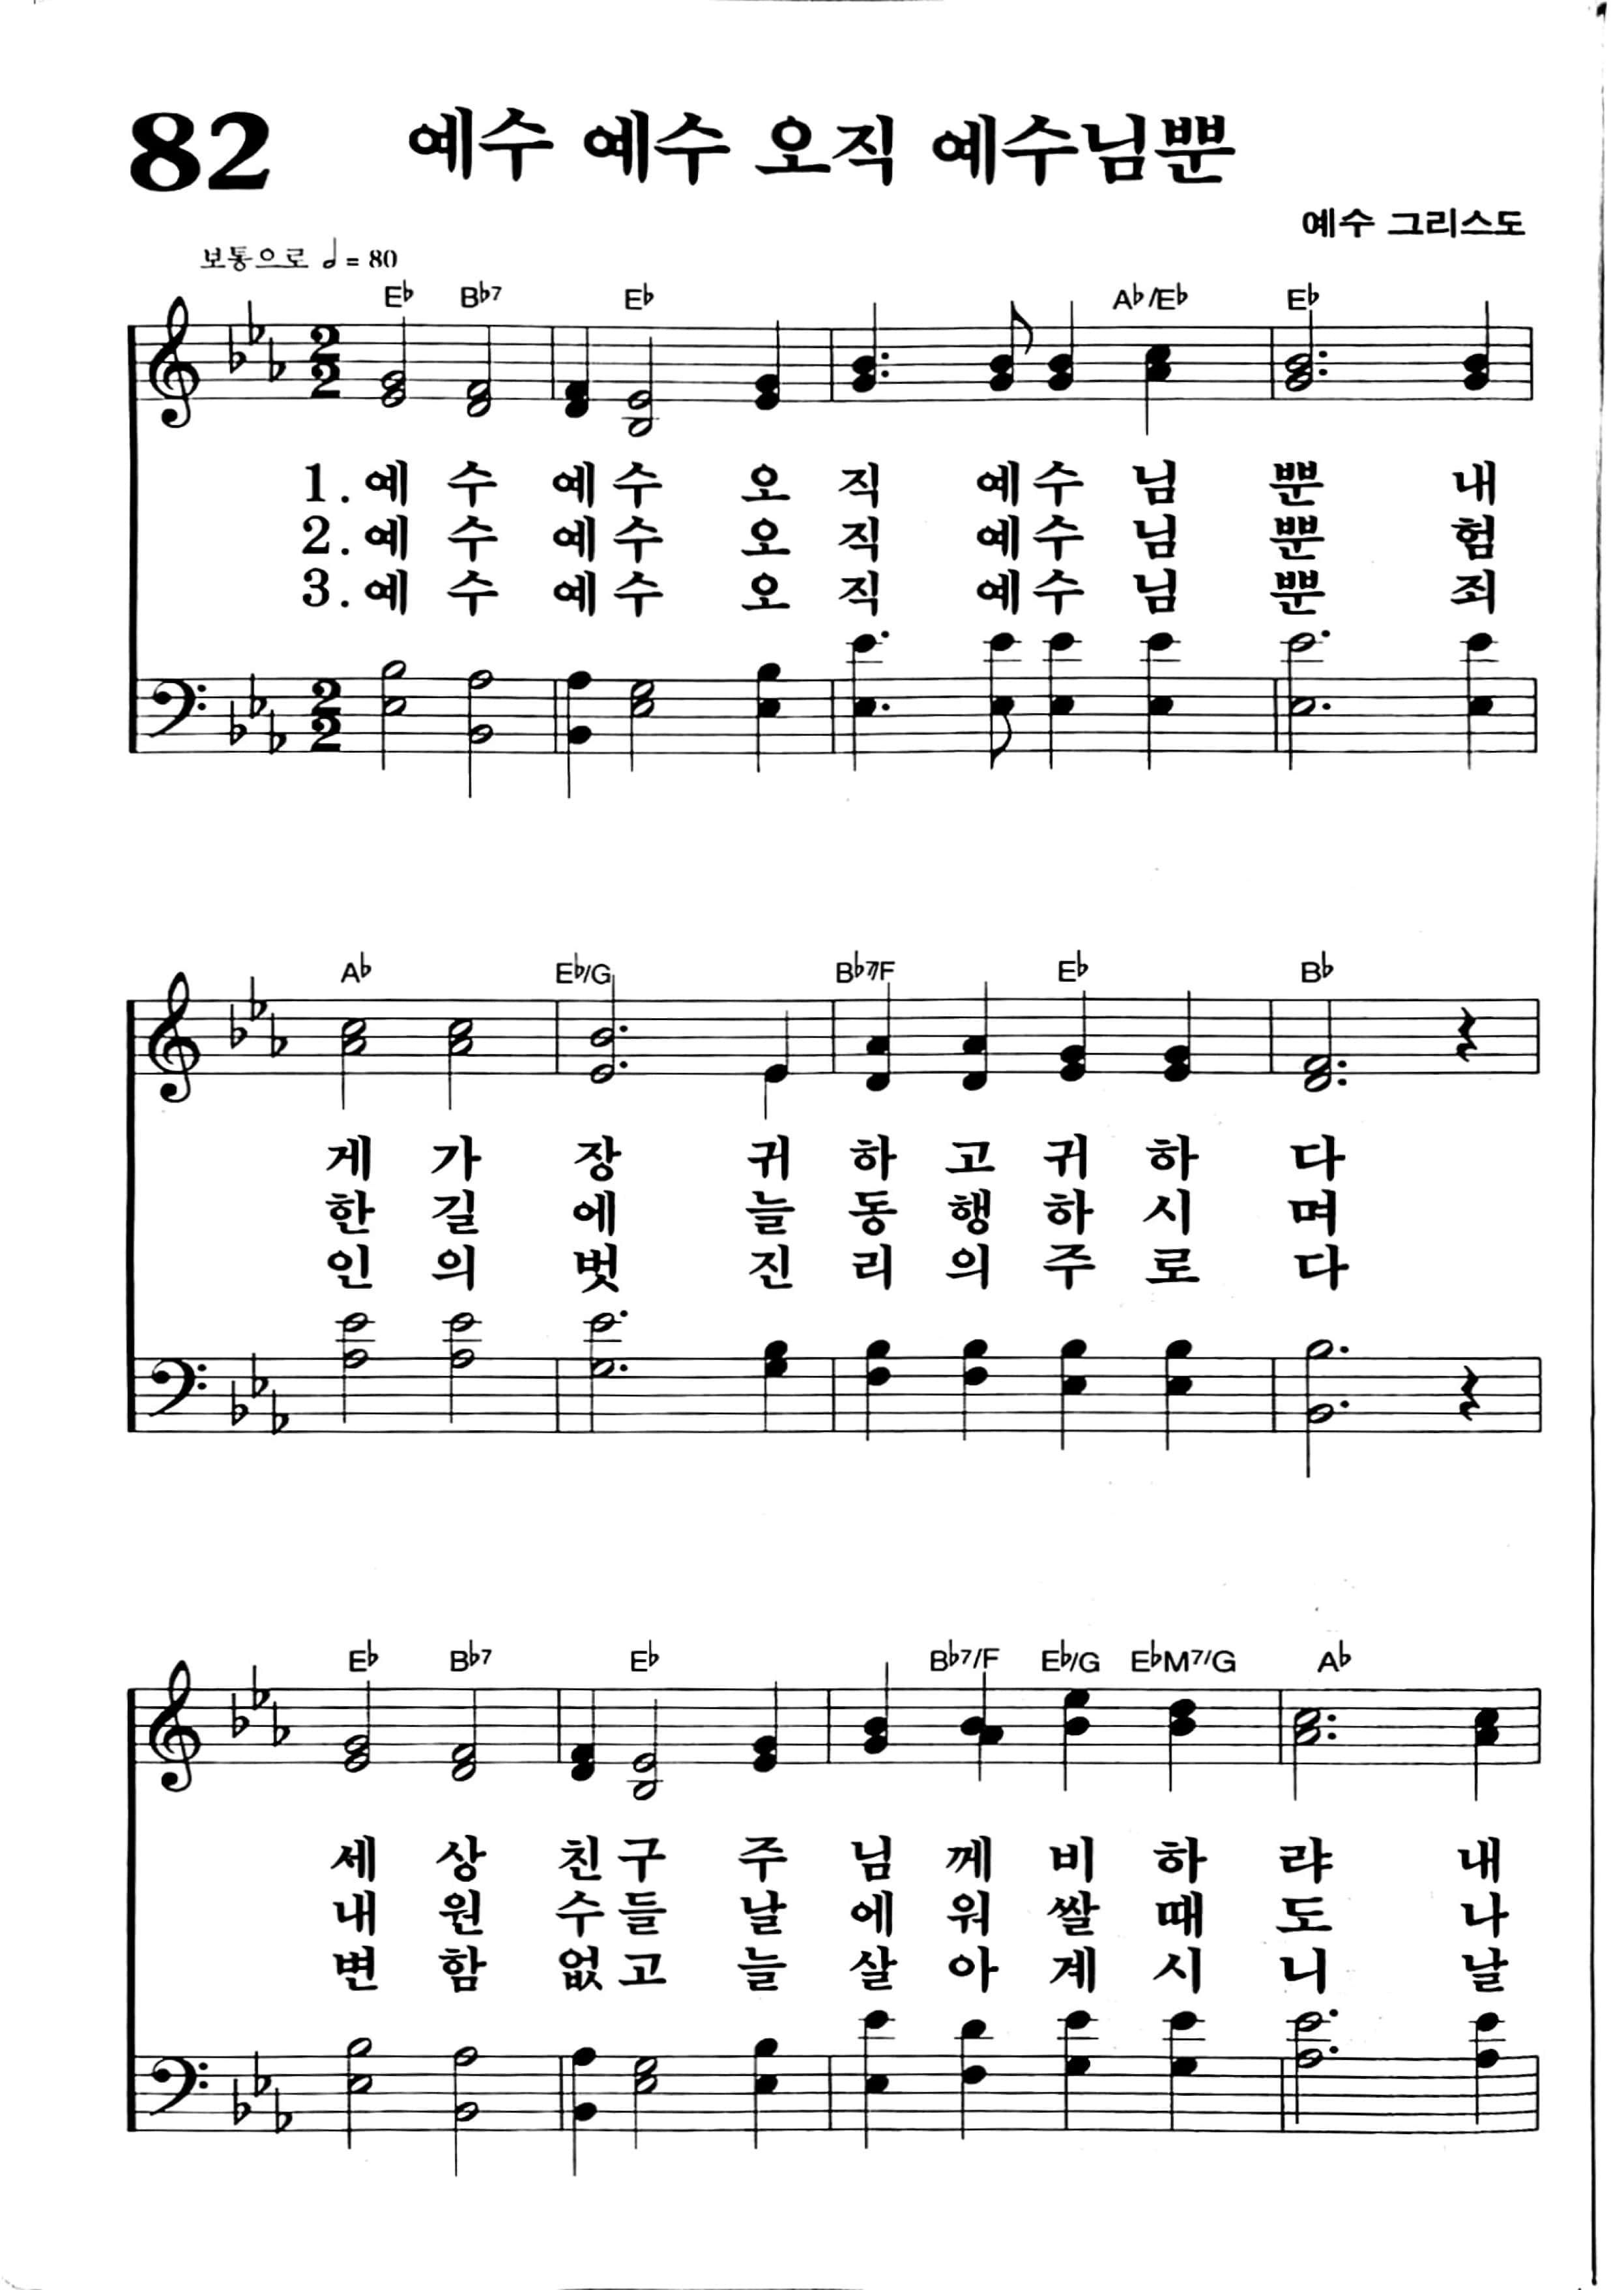 82 예수 예수 오직 예수님뿐
예수 그리스도
보통으로 𝅗𝅥 = 80
E♭ B♭7 E♭ A♭/E♭ E♭
2 2
1. 예 수 예 수 오 직 예 수 님 뿐 내
2. 예 수 예 수 오 직 예 수 님 뿐 험
3. 예 수 예 수 오 직 예 수 님 뿐 죄
2 2
A♭ E♭/G B♭7/F E♭ B♭
게 가 장 귀 하 고 귀 하 다
한 길 에 늘 동 행 하 시 며
인 의 벗 진 리 의 주 로 다
E♭ B♭7 E♭ B♭7/F E♭/G E♭M7/G A♭
세 상 친 구 주 님 께 비 하 랴 내
내 원 수 들 날 에 워 쌀 때 도 나
변 함 없 고 늘 살 아 계 시 니 날